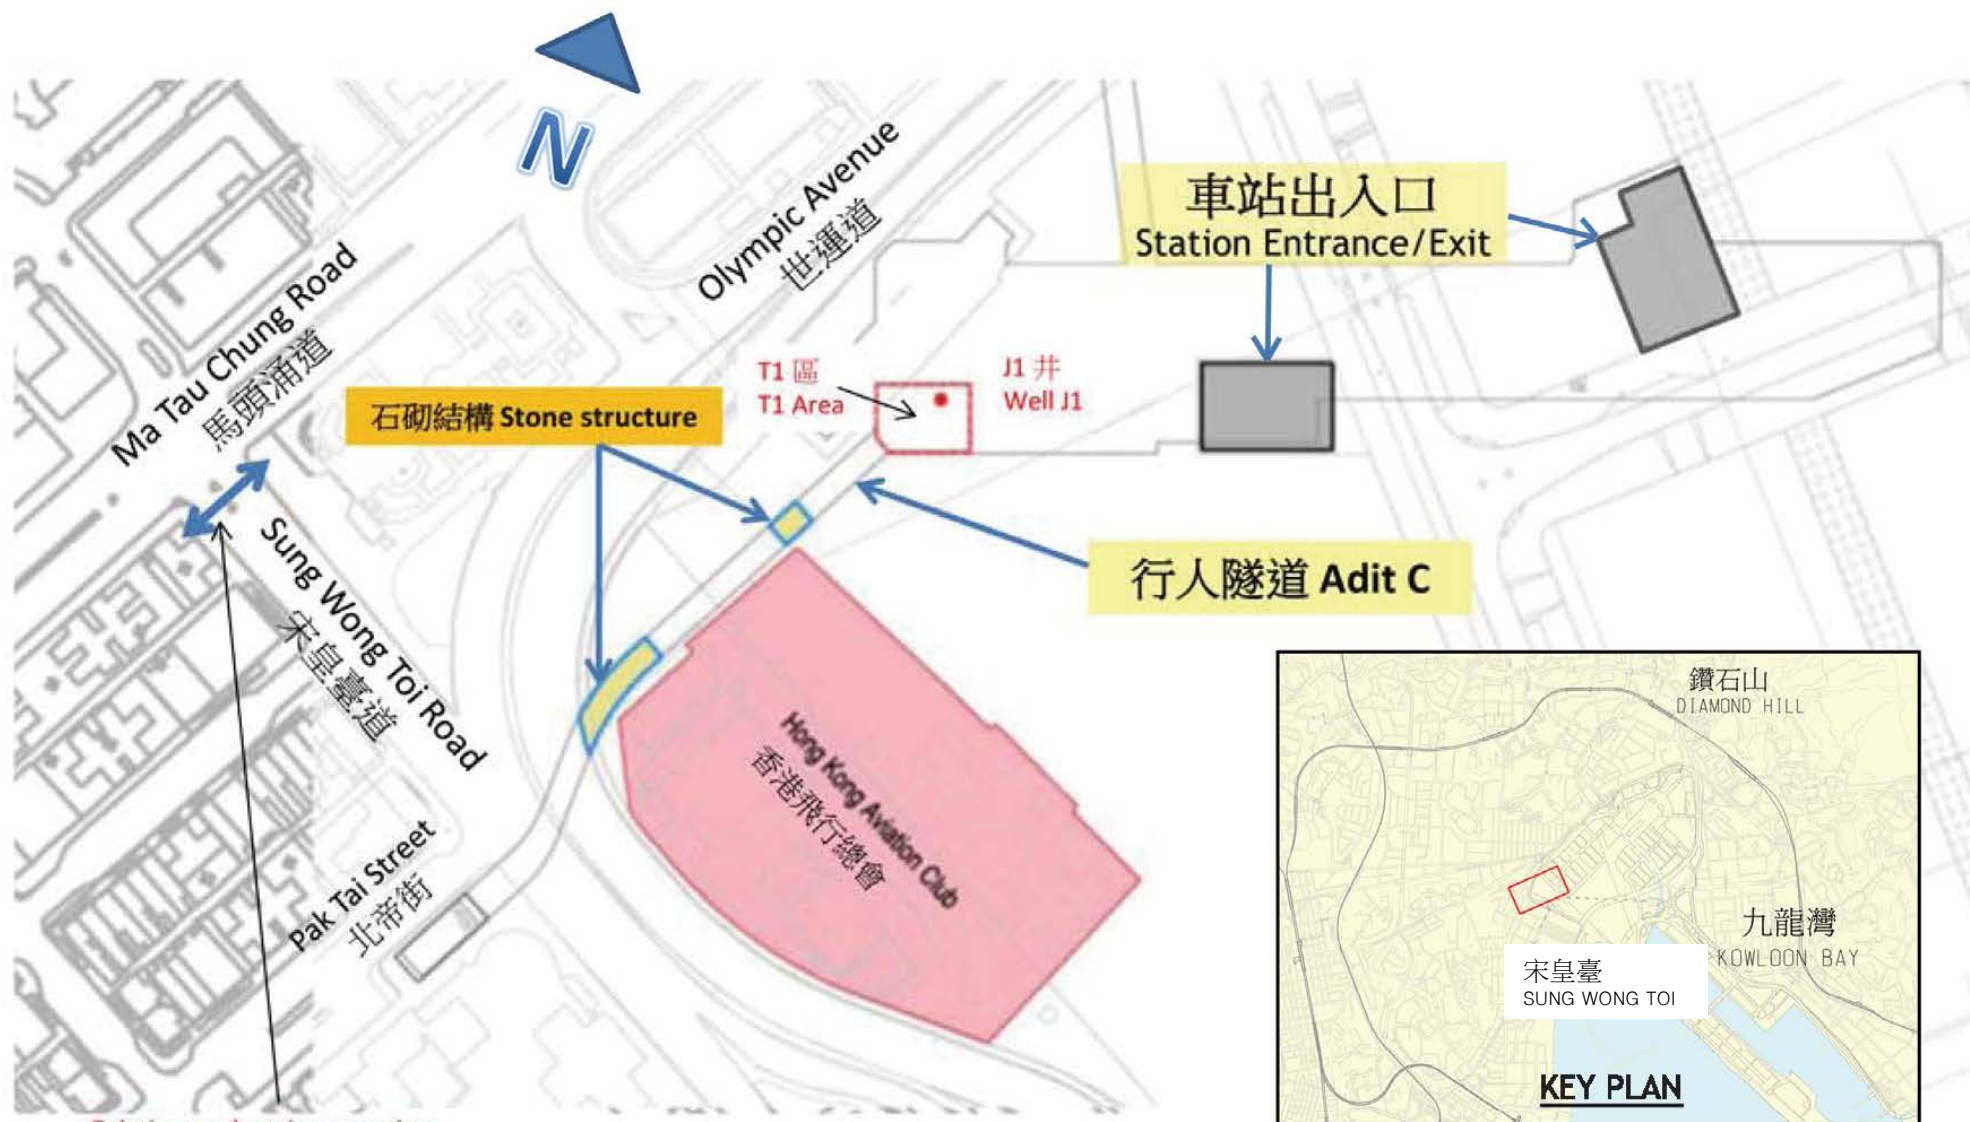 N
Olympic Avenue
世運道
車站出入口
Station Entrance/Exit
Ma Tau Chung Road
馬頭涌道
石砌結構 Stone structure
T1 區
T1 Area
J1 井
Well J1
Sung Wong Toi Road
宋皇臺道
行人隧道 Adit C
Hong Kong Aviation Club
香港飛行總會
Pak Tai Street
北帝街
鑽石山
DIAMOND HILL
九龍灣
KOWLOON BAY
宋皇臺
SUNG WONG TOI
KEY PLAN